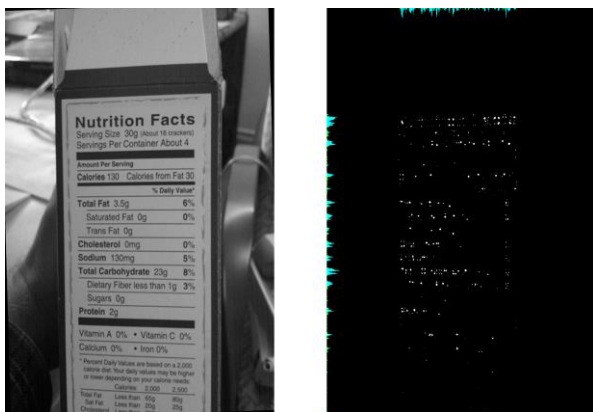 Nutrition Facts
Serving Size 30g (About 16 crackers)
Servings Per Container About 4
Amount Per Serving
Calories 130 Calories from Fat 30
% Daily Value*
Total Fat 3.5g 6%
Saturated Fat 0g 0%
Trans Fat 0g
Cholesterol 0mg 0%
Sodium 130mg 5%
Total Carbohydrate 23g 8%
Dietary Fiber less than 1g 3%
Sugars 0g
Protein 2g
Vitamin A 0% • Vitamin C 0%
Calcium 0% • Iron 0%
* Percent Daily Values are based on a 2,000
calorie diet. Your daily values may be higher
or lower depending on your calorie needs:
Calories 2,000 2,500
Total Fat Less than 65g 80g
Sat Fat Less than 20g 25g
Cholesterol Less than